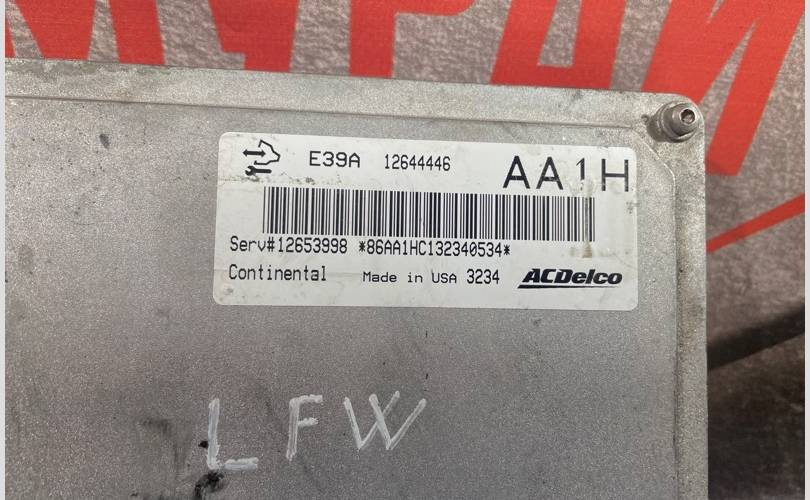 E39A 12644446 AA1H
Serv#12653998 *86AA1HC132340534*
Continental Made in USA 3234 ACDelco
LFW